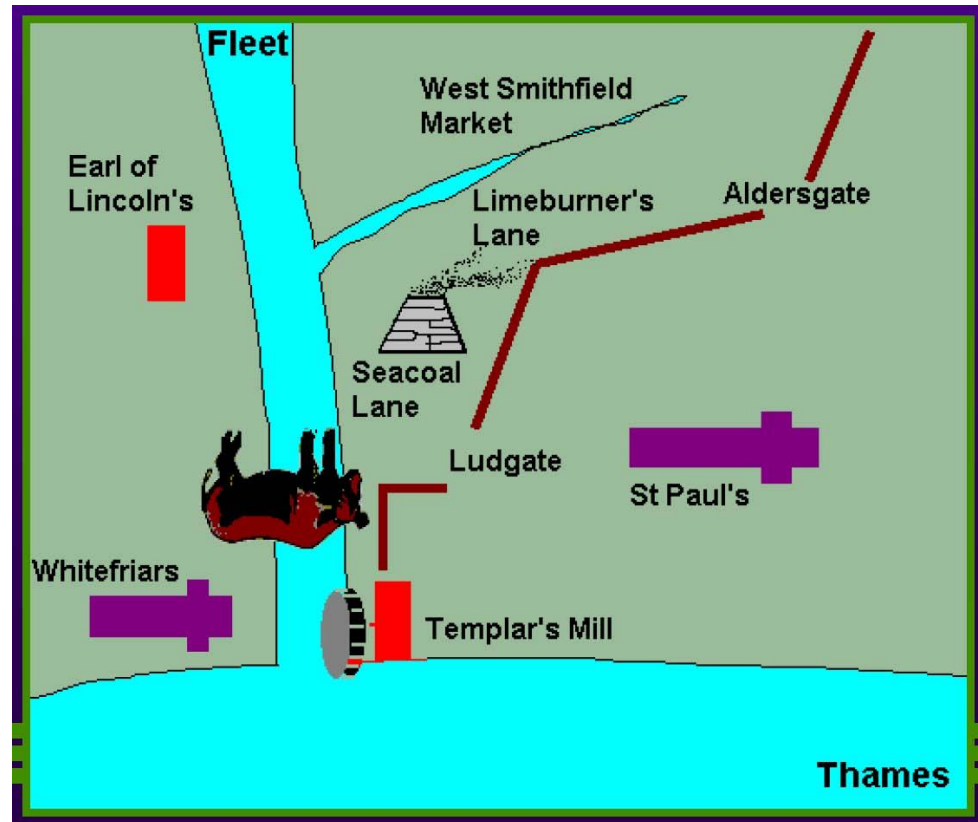 Fleet
West Smithfield
Market
Earl of
Lincoln's
Limeburner's
Lane
Aldersgate
Seacoal
Lane
Ludgate
St Paul's
Whitefriars
Templar's Mill
Thames